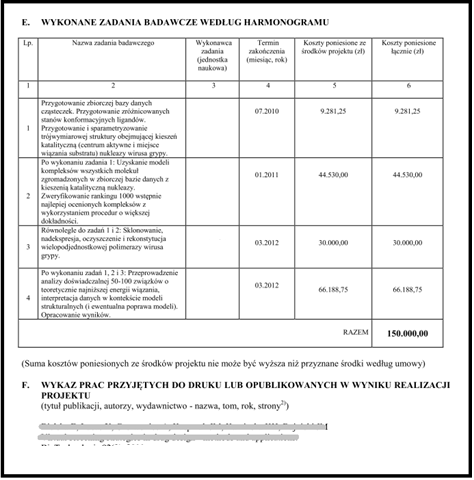 E. WYKONANE ZADANIA BADAWCZE WEDŁUG HARMONOGRAMU
Lp. Nazwa zadania badawczego Wykonawca zadania (jednostka naukowa) Termin zakończenia (miesiąc, rok) Koszty poniesione ze środków projektu (zł) Koszty poniesione łącznie (zł)
1 2 3 4 5 6
Przygotowanie zbiorczej bazy danych
cząsteczek. Przygotowanie zróżnicowanych
stanów konformacyjnych ligandów.
Przygotowanie i sparametryzowanie
trójwymiarowej struktury obejmującej kieszeń
katalityczną (centrum aktywne i miejsce
wiązania substratu) nukleazy wirusa grypy.
1 07.2010 9.281,25 9.281,25
Po wykonaniu zadania 1: Uzyskanie modeli
kompleksów wszystkich molekuł
zgromadzonych w zbiorczej bazie danych z
kieszenią katalityczną nukleazy.
Zweryfikowanie rankingu 1000 wstępnie
najlepiej ocenionych kompleksów z
wykorzystaniem procedur o większej
dokładności.
2 01.2011 44.530,00 44.530,00
Równolegle do zadań 1 i 2: Sklonowanie,
nadekspresja, oczyszczenie i rekonstytucja
wielopodjednostkowej polimerazy wirusa
grypy.
3 03.2012 30.000,00 30.000,00
Po wykonaniu zadań 1, 2 i 3: Przeprowadzenie
analizy doświadczalnej 50-100 związków o
teoretycznie najniższej energii wiązania,
interpretacja danych w kontekście modeli
strukturalnych (i ewentualna poprawa modeli).
Opracowanie wyników.
4 03.2012 66.188,75 66.188,75
RAZEM 150.000,00
(Suma kosztów poniesionych ze środków projektu nie może być wyższa niż przyznane środki według umowy)
F. WYKAZ PRAC PRZYJĘTYCH DO DRUKU LUB OPUBLIKOWANYCH W WYNIKU REALIZACJI
PROJEKTU
(tytuł publikacji, autorzy, wydawnictwo - nazwa, tom, rok, strony²⁾)